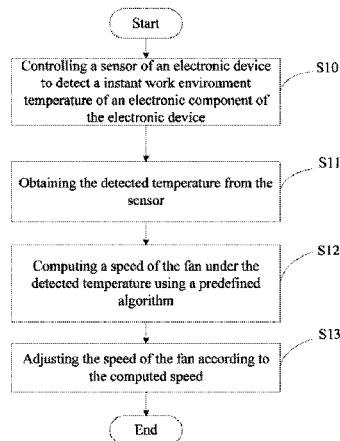 Start
Controlling a sensor of an electronic device
to detect a instant work environment
temperature of an electronic component of
the electronic device
S10
Obtaining the detected temperature from the
sensor
S11
Computing a speed of the fan under the
detected temperature using a predefined
algorithm
S12
Adjusting the speed of the fan according to
the computed speed
S13
End